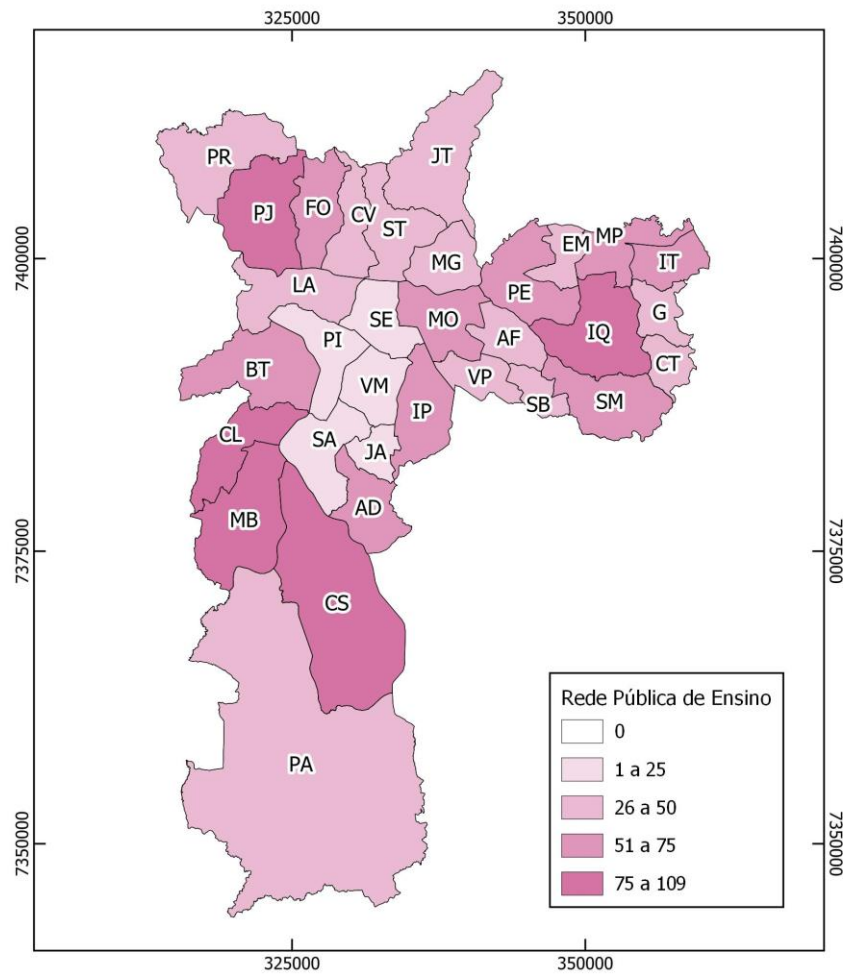 325000 350000
PR
JT
PJ
FO
CV
ST
EM
MP
MG
IT
7400000
7400000
LA
PE
G
SE
MO
IQ
PI
AF
CT
BT
VM
VP
SB
SM
IP
CL
SA
JA
AD
MB
7375000
7375000
CS
PA
Rede Pública de Ensino
0
1 a 25
26 a 50
51 a 75
75 a 109
7350000
7350000
325000 350000